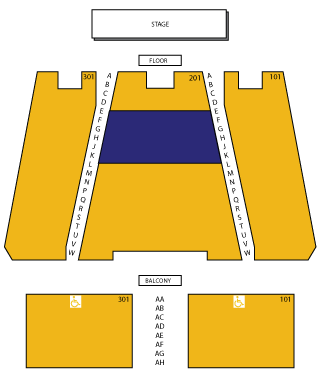 STAGE
FLOOR
301 A 201 A 101
B B
C C
D D
E E
F F
G G
H H
J J
K K
L L
M M
N N
P P
Q Q
R R
S S
T T
U U
V V
W W
BALCONY
301 AA 101
AB
AC
AD
AE
AF
AG
AH